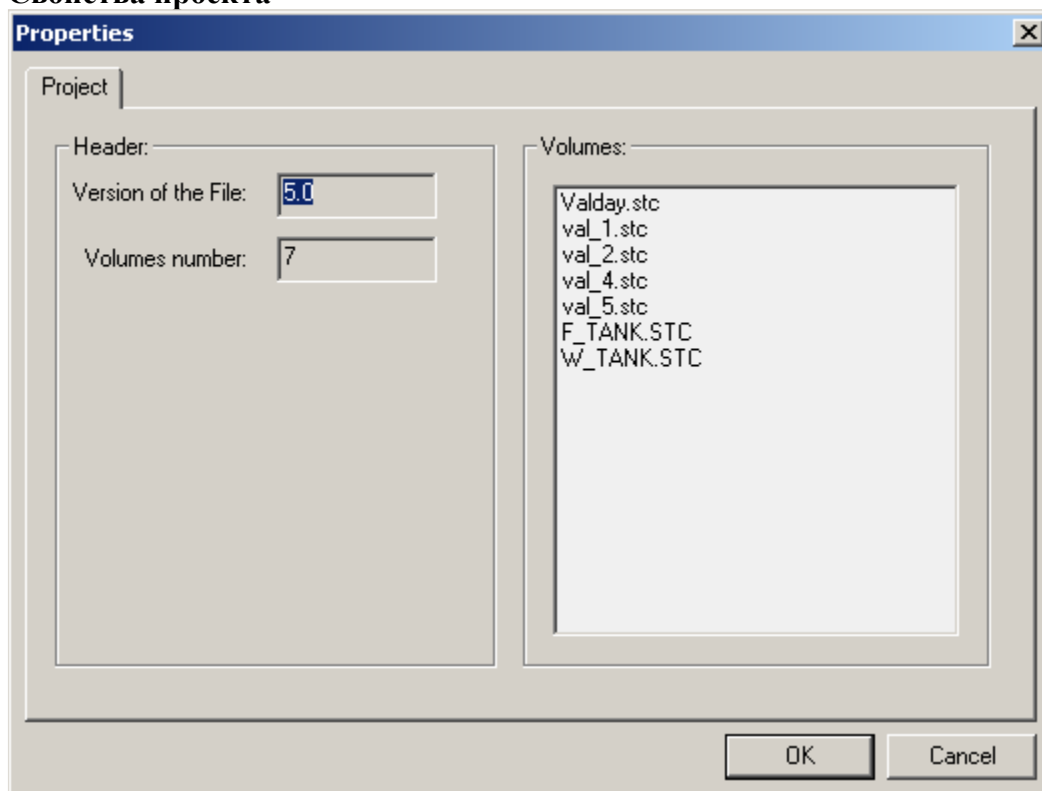 Свойства проекта
Properties
Project
Header:
Version of the File: 5.0
Volumes number: 7
Volumes:
Valday.stc
val_1.stc
val_2.stc
val_4.stc
val_5.stc
F_TANK.STC
W_TANK.STC
OK
Cancel